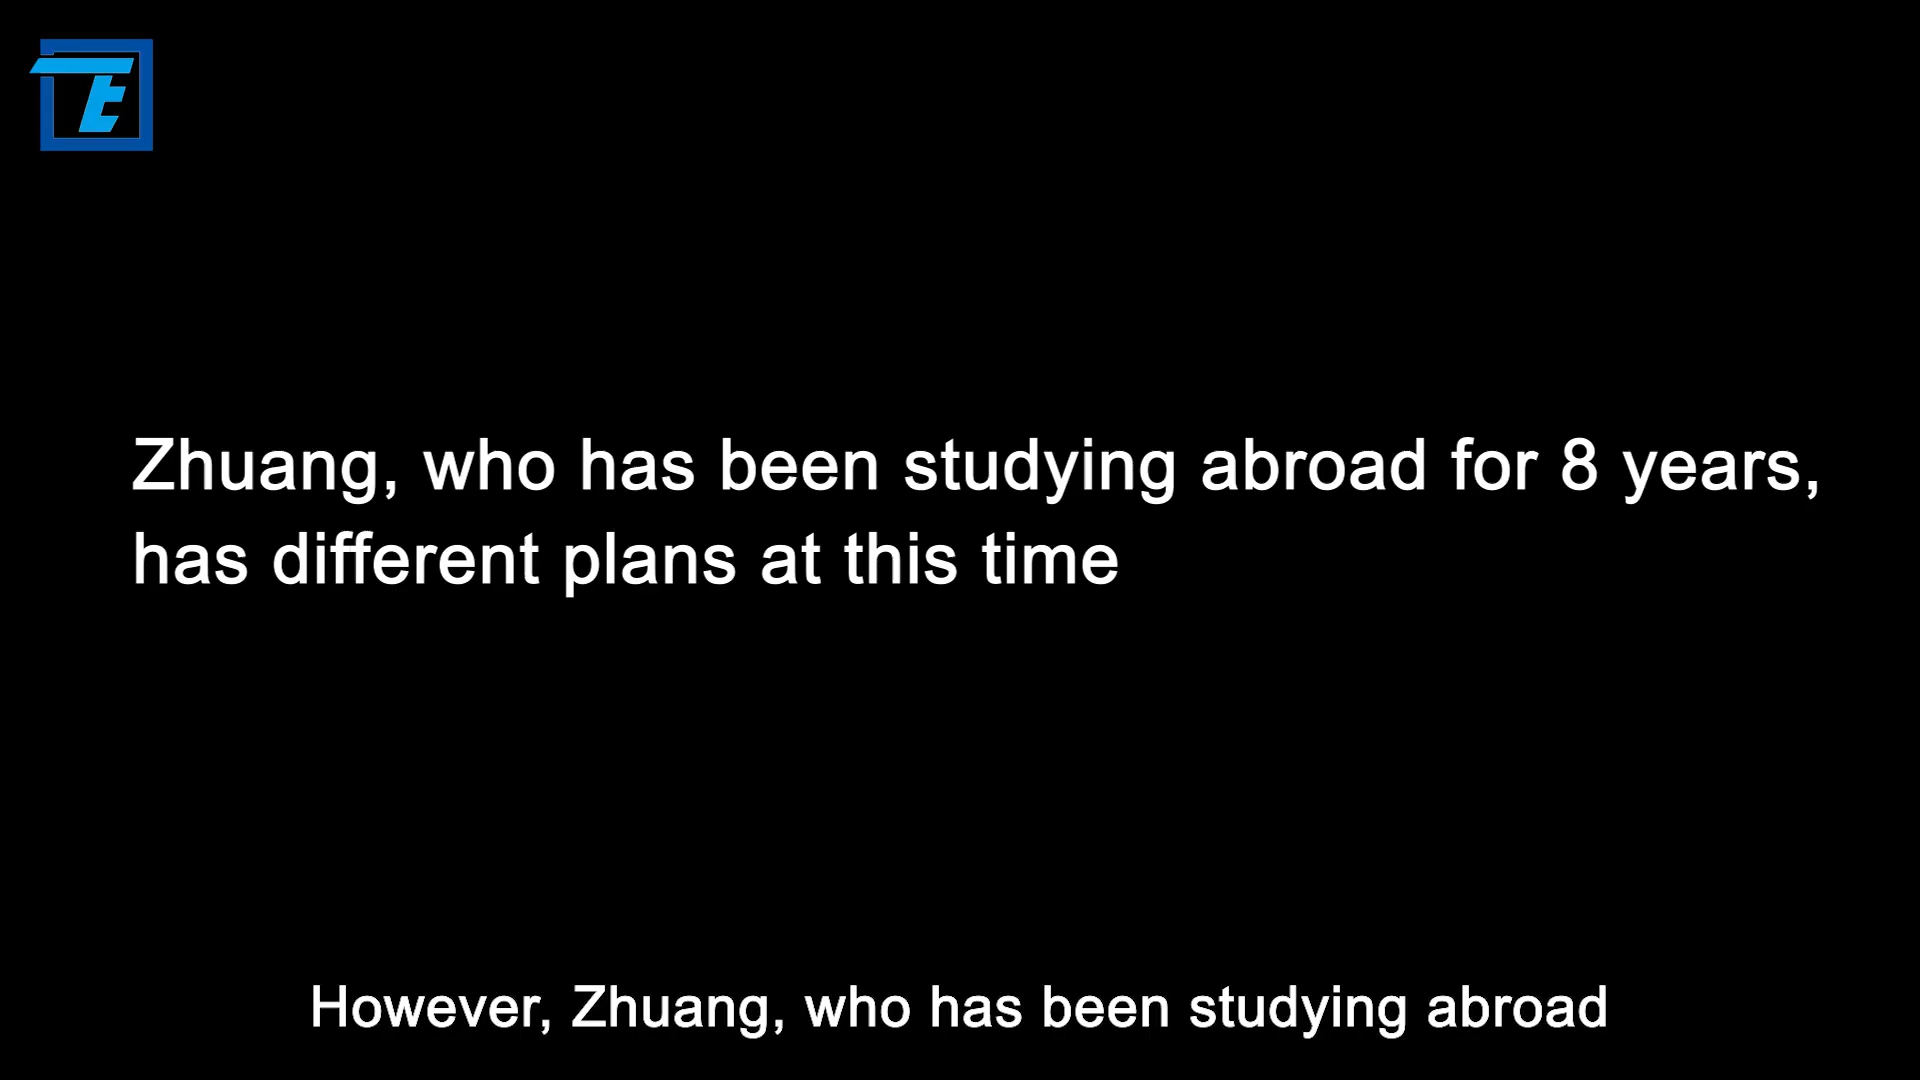 Zhuang, who has been studying abroad for 8 years,
has different plans at this time
However, Zhuang, who has been studying abroad